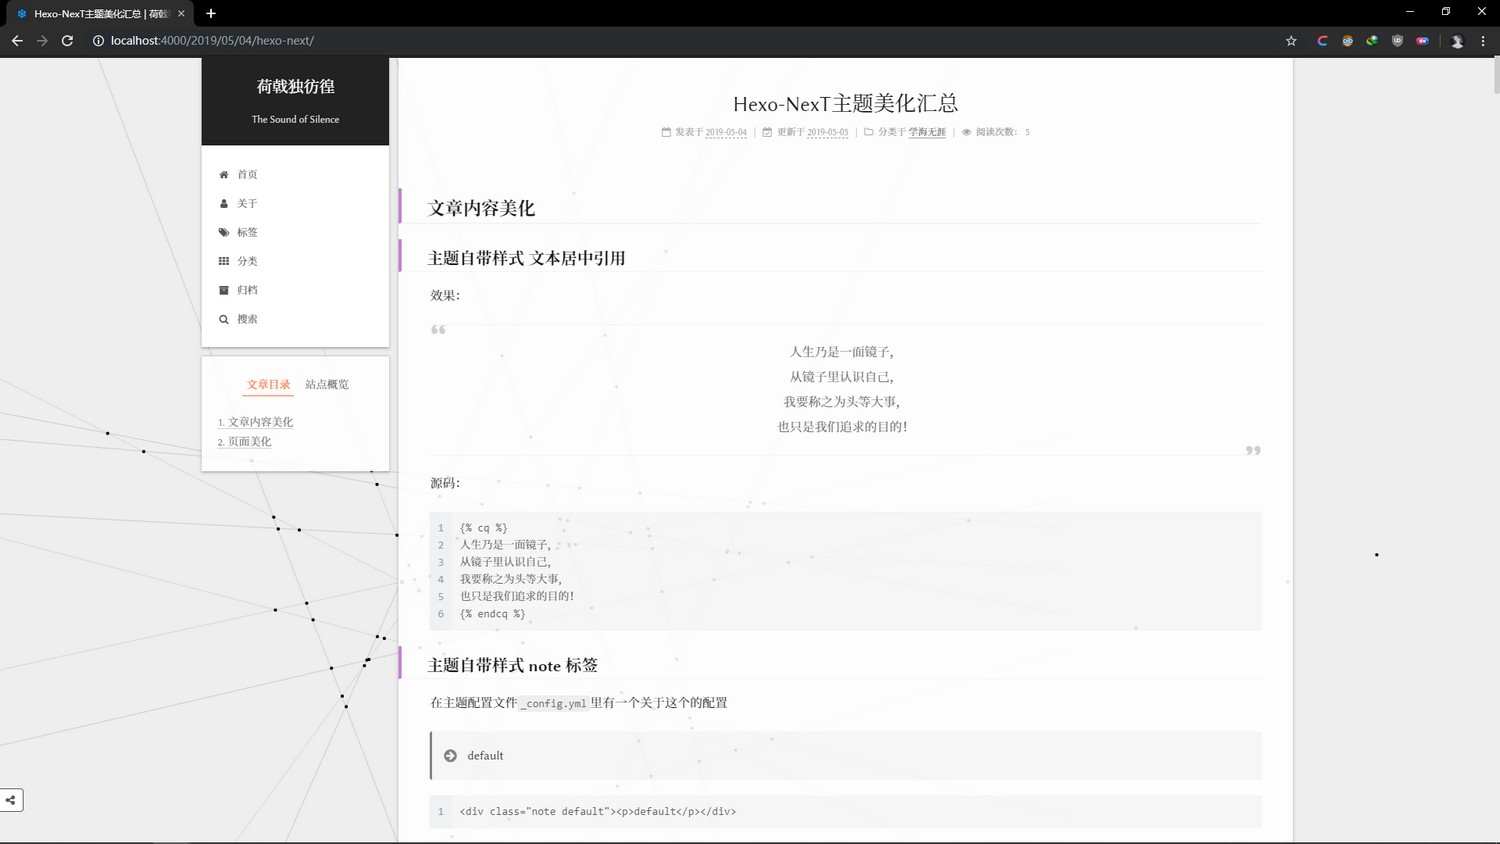 Hexo-NexT主题美化汇总 | 荷戟
localhost:4000/2019/05/04/hexo-next/
荷戟独彷徨
The Sound of Silence
首页
关于
标签
分类
归档
搜索
文章目录 站点概览
1. 文章内容美化
2. 页面美化
Hexo-NexT主题美化汇总
发表于 2019-05-04 | 更新于 2019-05-05 | 分类于 学海无涯 | 阅读次数： 5
文章内容美化
主题自带样式 文本居中引用
效果：
人生乃是一面镜子，
从镜子里认识自己，
我要称之为头等大事，
也只是我们追求的目的！
源码：
1 {% cq %}
2 人生乃是一面镜子，
3 从镜子里认识自己，
4 我要称之为头等大事，
5 也只是我们追求的目的！
6 {% endcq %}
主题自带样式 note 标签
在主题配置文件 _config.yml 里有一个关于这个的配置
default
1 <div class="note default"><p>default</p></div>